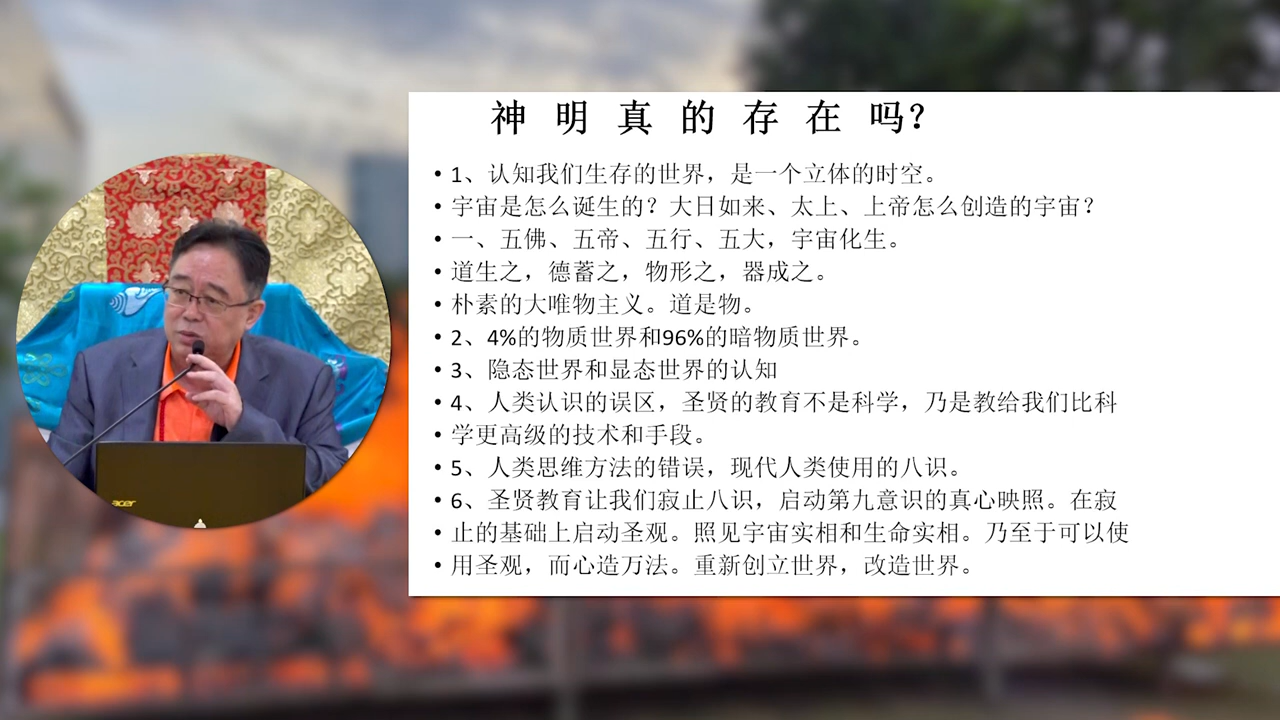 神明真的存在吗？
• 1、认知我们生存的世界，是一个立体的时空。
• 宇宙是怎么诞生的？大日如来、太上、上帝怎么创造的宇宙？
• 一、五佛、五帝、五行、五大，宇宙化生。
• 道生之，德蓄之，物形之，器成之。
• 朴素的大唯物主义。道是物。
• 2、4%的物质世界和96%的暗物质世界。
• 3、隐态世界和显态世界的认知
• 4、人类认识的误区，圣贤的教育不是科学，乃是教给我们比科
• 学更高级的技术和手段。
• 5、人类思维方法的错误，现代人类使用的八识。
• 6、圣贤教育让我们寂止八识，启动第九意识的真心映照。在寂
• 止的基础上启动圣观。照见宇宙实相和生命实相。乃至于可以使
• 用圣观，而心造万法。重新创立世界，改造世界。
acer